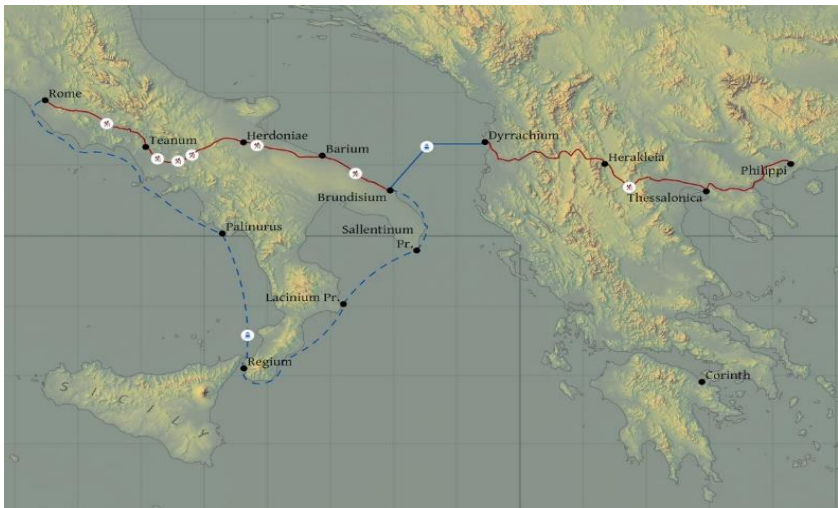 Rome
Teanum
Herdoniae
Barium
Dyrrachium
Herakleia
Philippi
Thessalonica
Brundisium
Sallentinum
Pr.
Palinurus
Lacinium Pr.
Regium
Corinth
SICILY